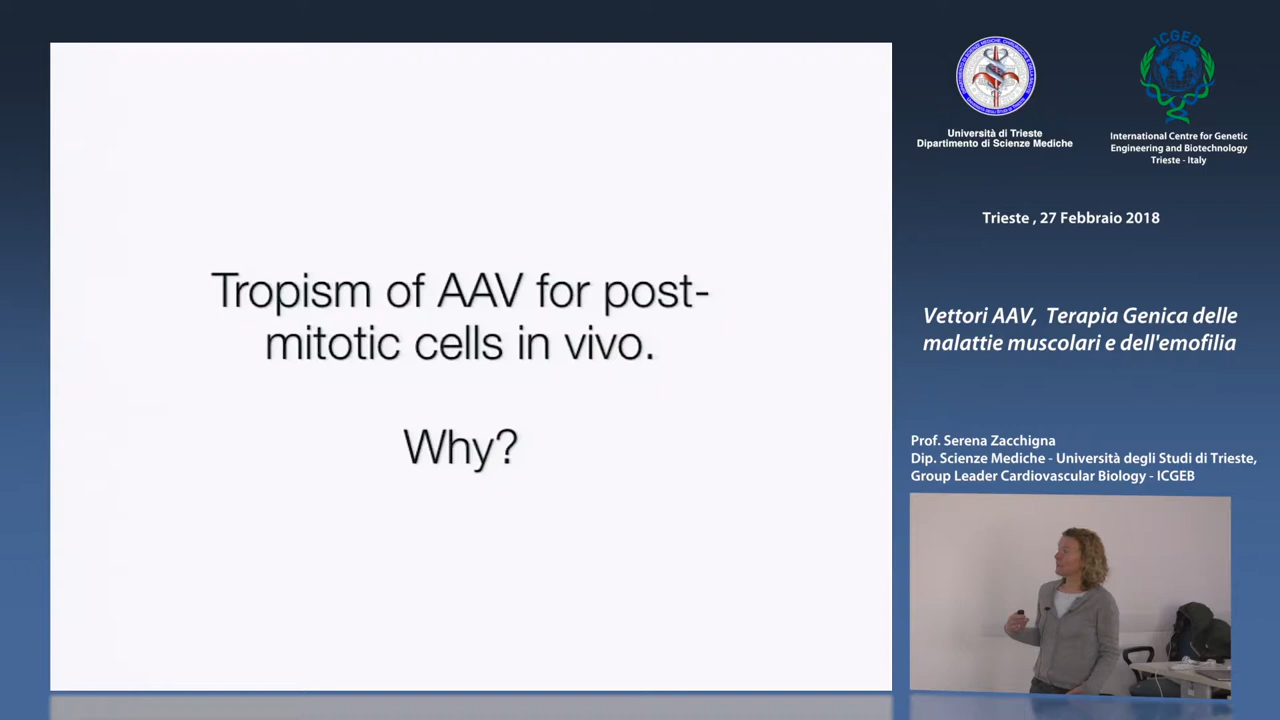 Tropism of AAV for post-
mitotic cells in vivo.
Why?
ICGEB
Università di Trieste
Dipartimento di Scienze Mediche
International Centre for Genetic
Engineering and Biotechnology
Trieste - Italy
Trieste , 27 Febbraio 2018
Vettori AAV, Terapia Genica delle
malattie muscolari e dell'emofilia
Prof. Serena Zacchigna
Dip. Scienze Mediche - Università degli Studi di Trieste,
Group Leader Cardiovascular Biology - ICGEB